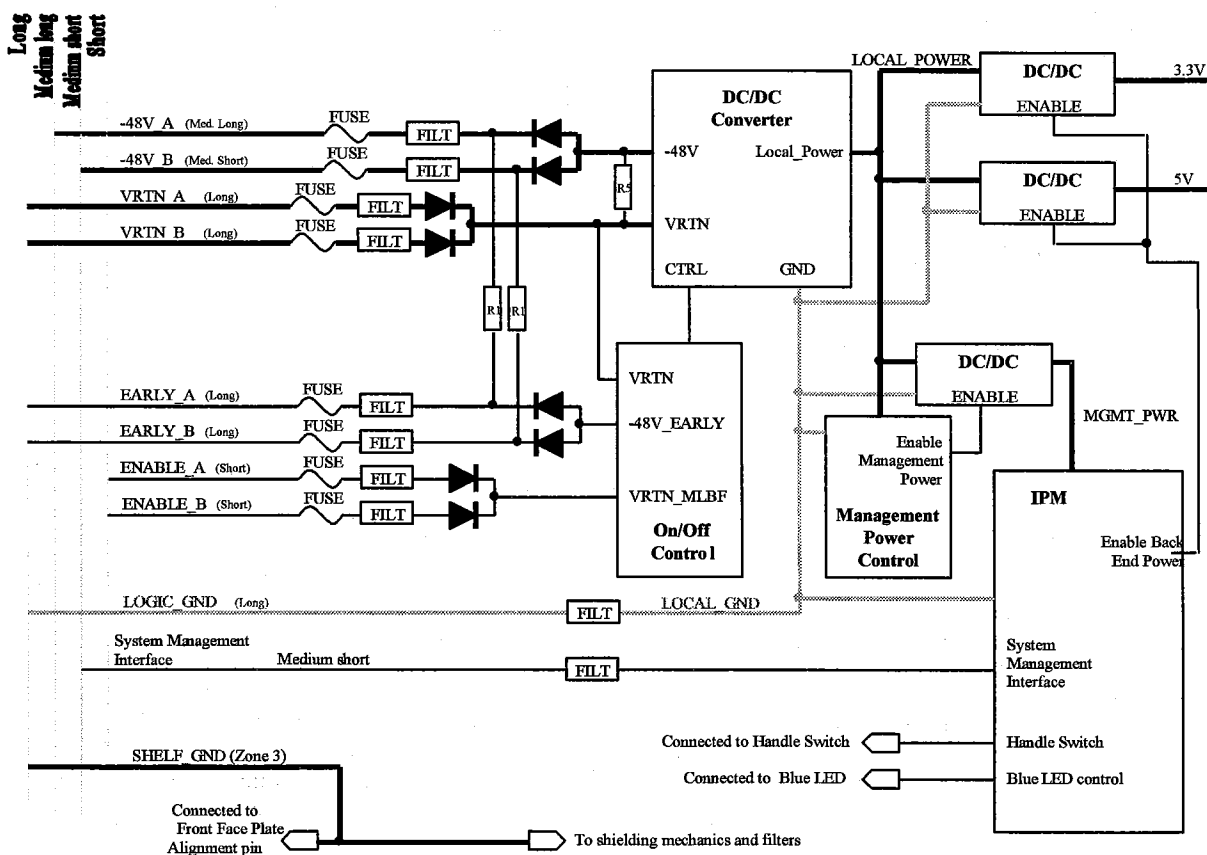 Long
Medium long
Medium short
Short
-48V_A (Med. Long)
FUSE
FILT
-48V_B (Med. Short)
FUSE
FILT
VRTN_A (Long)
FUSE
FILT
VRTN_B (Long)
FUSE
FILT
R5
R1
R1
DC/DC
Converter
-48V
Local_Power
VRTN
CTRL
GND
LOCAL_POWER
DC/DC
ENABLE
3.3V
DC/DC
ENABLE
5V
DC/DC
ENABLE
MGMT_PWR
EARLY_A (Long)
FUSE
FILT
EARLY_B (Long)
FUSE
FILT
ENABLE_A (Short)
FUSE
FILT
ENABLE_B (Short)
FUSE
FILT
VRTN
-48V_EARLY
VRTN_MLBF
On/Off
Control
Enable
Management
Power
Management
Power
Control
IPM
Enable Back
End Power
System
Management
Interface
Handle Switch
Blue LED control
LOGIC_GND (Long)
FILT
LOCAL_GND
System Management
Interface
Medium short
FILT
Connected to Handle Switch
Connected to Blue LED
SHELF_GND (Zone 3)
Connected to
Front Face Plate
Alignment pin
To shielding mechanics and filters